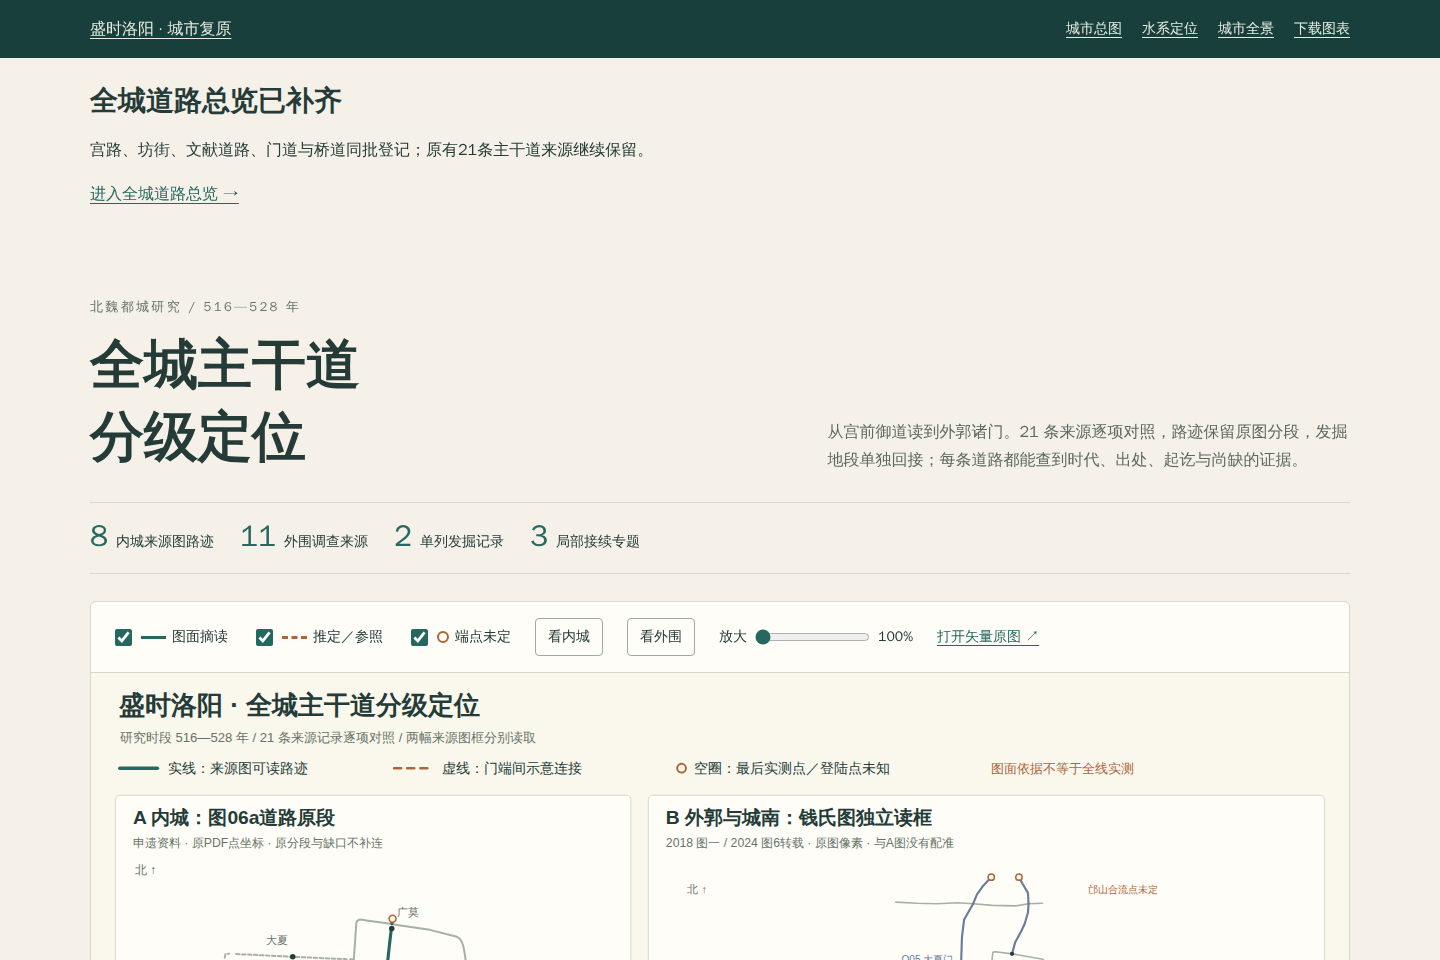 盛时洛阳 · 城市复原
城市总图 水系定位 城市全景 下载图表
全城道路总览已补齐
宫路、坊街、文献道路、门道与桥道同批登记；原有21条主干道来源继续保留。
进入全城道路总览 →
北魏都城研究 / 516—528 年
全城主干道
分级定位
从宫前御道读到外郭诸门。21 条来源逐项对照，路迹保留原图分段，发掘
地段单独回接；每条道路都能查到时代、出处、起讫与尚缺的证据。
8 内城来源图路迹 11 外围调查来源 2 单列发掘记录 3 局部接续专题
图面摘读 推定／参照 端点未定 看内城 看外围 放大 100% 打开矢量原图 ↗
盛时洛阳 · 全城主干道分级定位
研究时段 516—528 年 / 21 条来源记录逐项对照 / 两幅来源图框分别读取
实线：来源图可读路迹 虚线：门端间示意连接 空圈：最后实测点／登陆点未知 图面依据不等于全线实测
A 内城：图06a道路原段
申遗资料 · 原PDF点坐标 · 原分段与缺口不补连
北 ↑
广莫
大夏
B 外郭与城南：钱氏图独立读框
2018 图一 / 2024 图6转载 · 原图像素 · 与A图没有配准
北 ↑
邙山合流点未定
Q05 大夏门